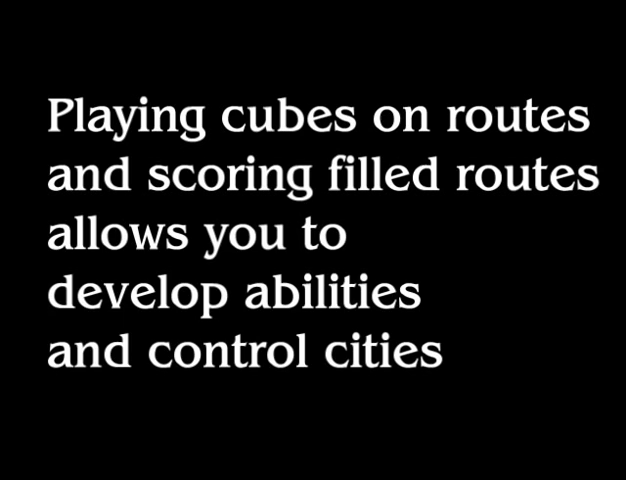 Playing cubes on routes
and scoring filled routes
allows you to
develop abilities
and control cities